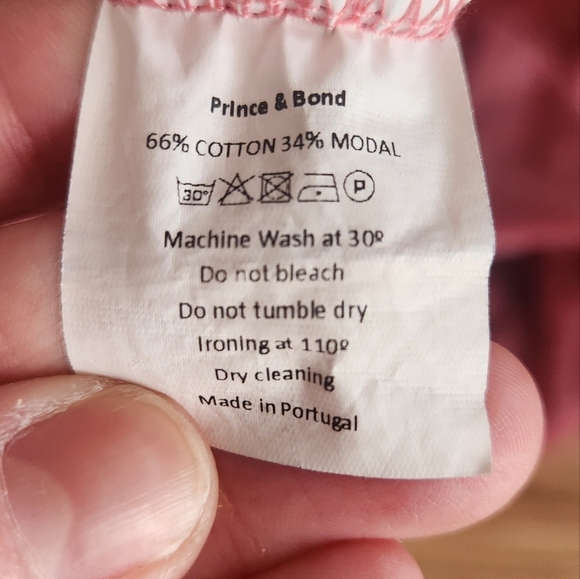 Prince & Bond
66% COTTON 34% MODAL
30° P
Machine Wash at 30º
Do not bleach
Do not tumble dry
Ironing at 110º
Dry cleaning
Made in Portugal